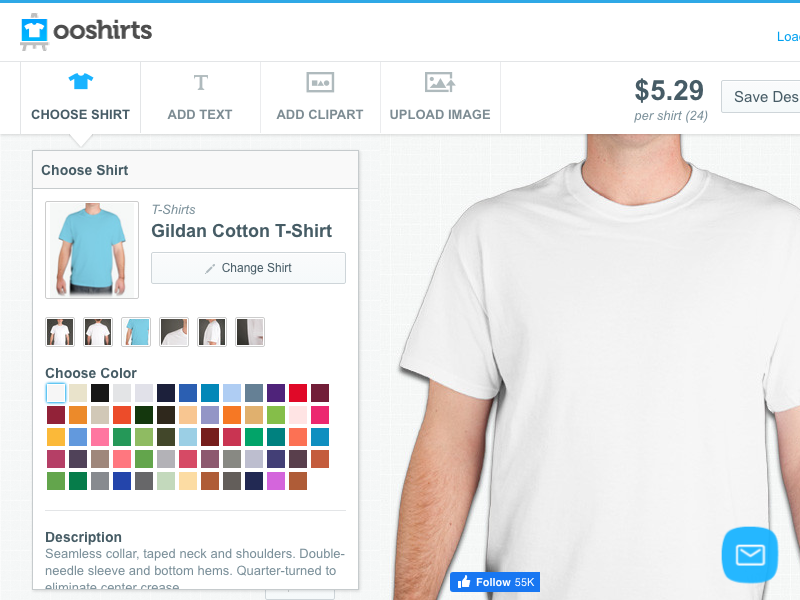 ooshirts
Loa
CHOOSE SHIRT
T
ADD TEXT
ADD CLIPART
UPLOAD IMAGE
$5.29
per shirt (24)
Save Des
Choose Shirt
T-Shirts
Gildan Cotton T-Shirt
Change Shirt
Choose Color
Description
Seamless collar, taped neck and shoulders. Double-
needle sleeve and bottom hems. Quarter-turned to
eliminate center crease.
Follow 55K